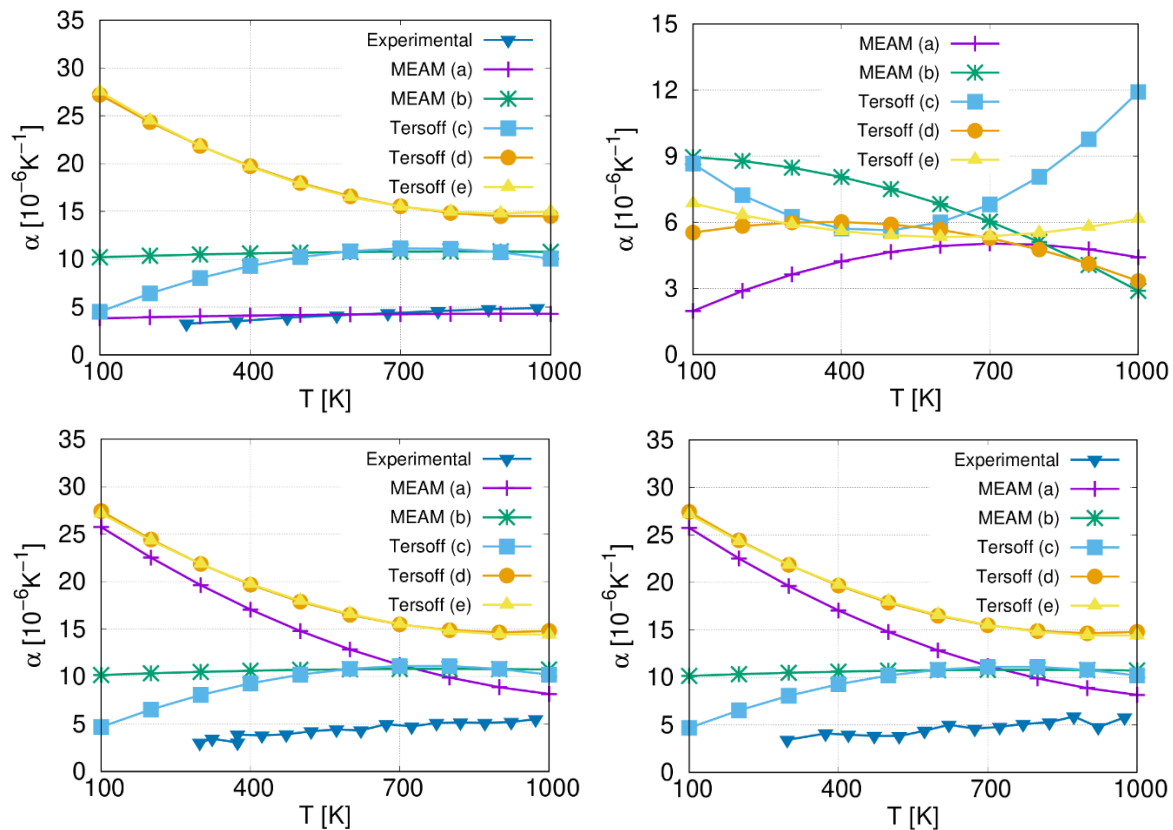 35
30
25
20
15
10
5
0
α [10⁻⁶K⁻¹]
Experimental
MEAM (a)
MEAM (b)
Tersoff (c)
Tersoff (d)
Tersoff (e)
100 400 700 1000
T [K]
15
12
9
6
3
0
α [10⁻⁶K⁻¹]
MEAM (a)
MEAM (b)
Tersoff (c)
Tersoff (d)
Tersoff (e)
100 400 700 1000
T [K]
35
30
25
20
15
10
5
0
α [10⁻⁶K⁻¹]
Experimental
MEAM (a)
MEAM (b)
Tersoff (c)
Tersoff (d)
Tersoff (e)
100 400 700 1000
T [K]
35
30
25
20
15
10
5
0
α [10⁻⁶K⁻¹]
Experimental
MEAM (a)
MEAM (b)
Tersoff (c)
Tersoff (d)
Tersoff (e)
100 400 700 1000
T [K]